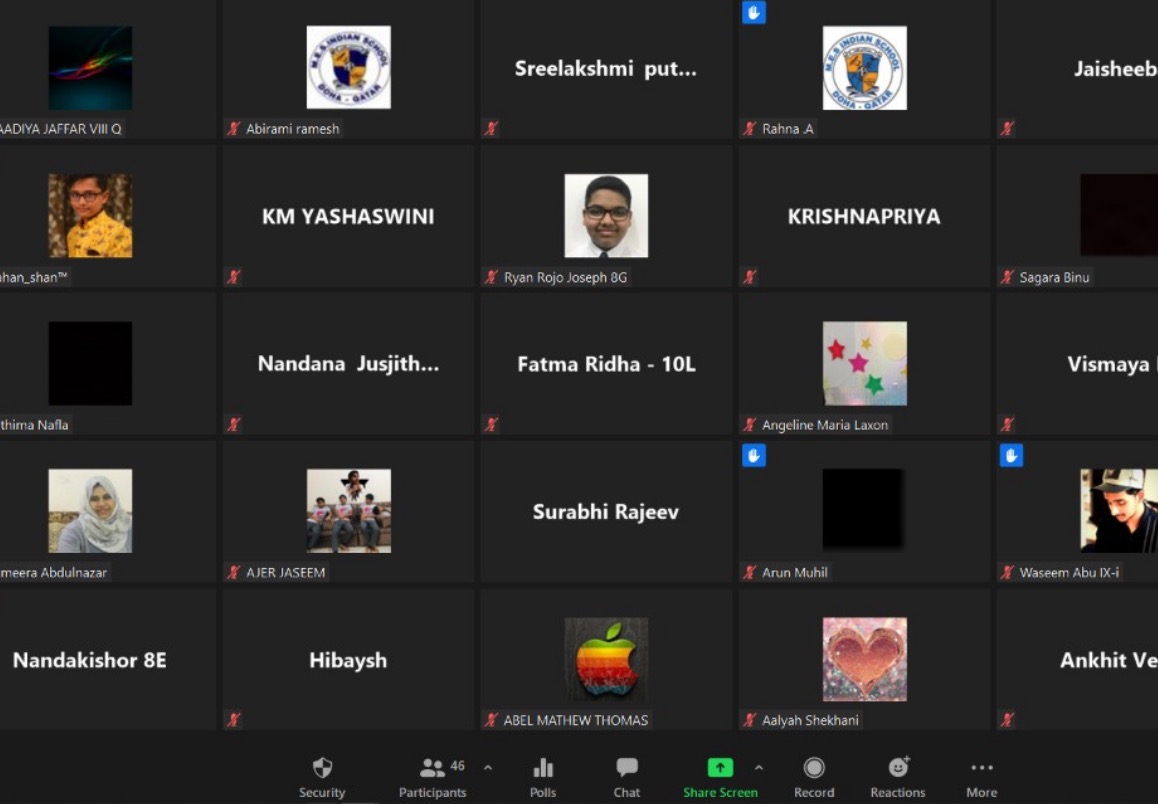 AADIYA JAFFAR VIII Q
M.E.S INDIAN SCHOOL
DOHA - QATAR
Abirami ramesh
Sreelakshmi put...
M.E.S INDIAN SCHOOL
DOHA - QATAR
Rahna .A
Jaisheeb
han_shan™
KM YASHASWINI
Ryan Rojo Joseph 8G
KRISHNAPRIYA
Sagara Binu
thima Nafla
Nandana Jusjith...
Fatma Ridha - 10L
Angeline Maria Laxon
Vismaya
meera Abdulnazar
AJER JASEEM
Surabhi Rajeev
Arun Muhil
Waseem Abu IX-i
Nandakishor 8E
Hibaysh
ABEL MATHEW THOMAS
Aalyah Shekhani
Ankhit Ve
46
Security
Participants
Polls
Chat
Share Screen
Record
Reactions
More